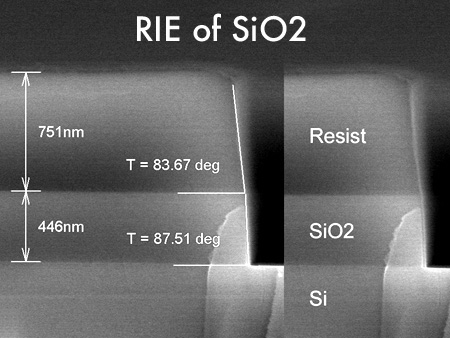 RIE of SiO2
751nm
Resist
T = 83.67 deg
446nm
SiO2
T = 87.51 deg
Si